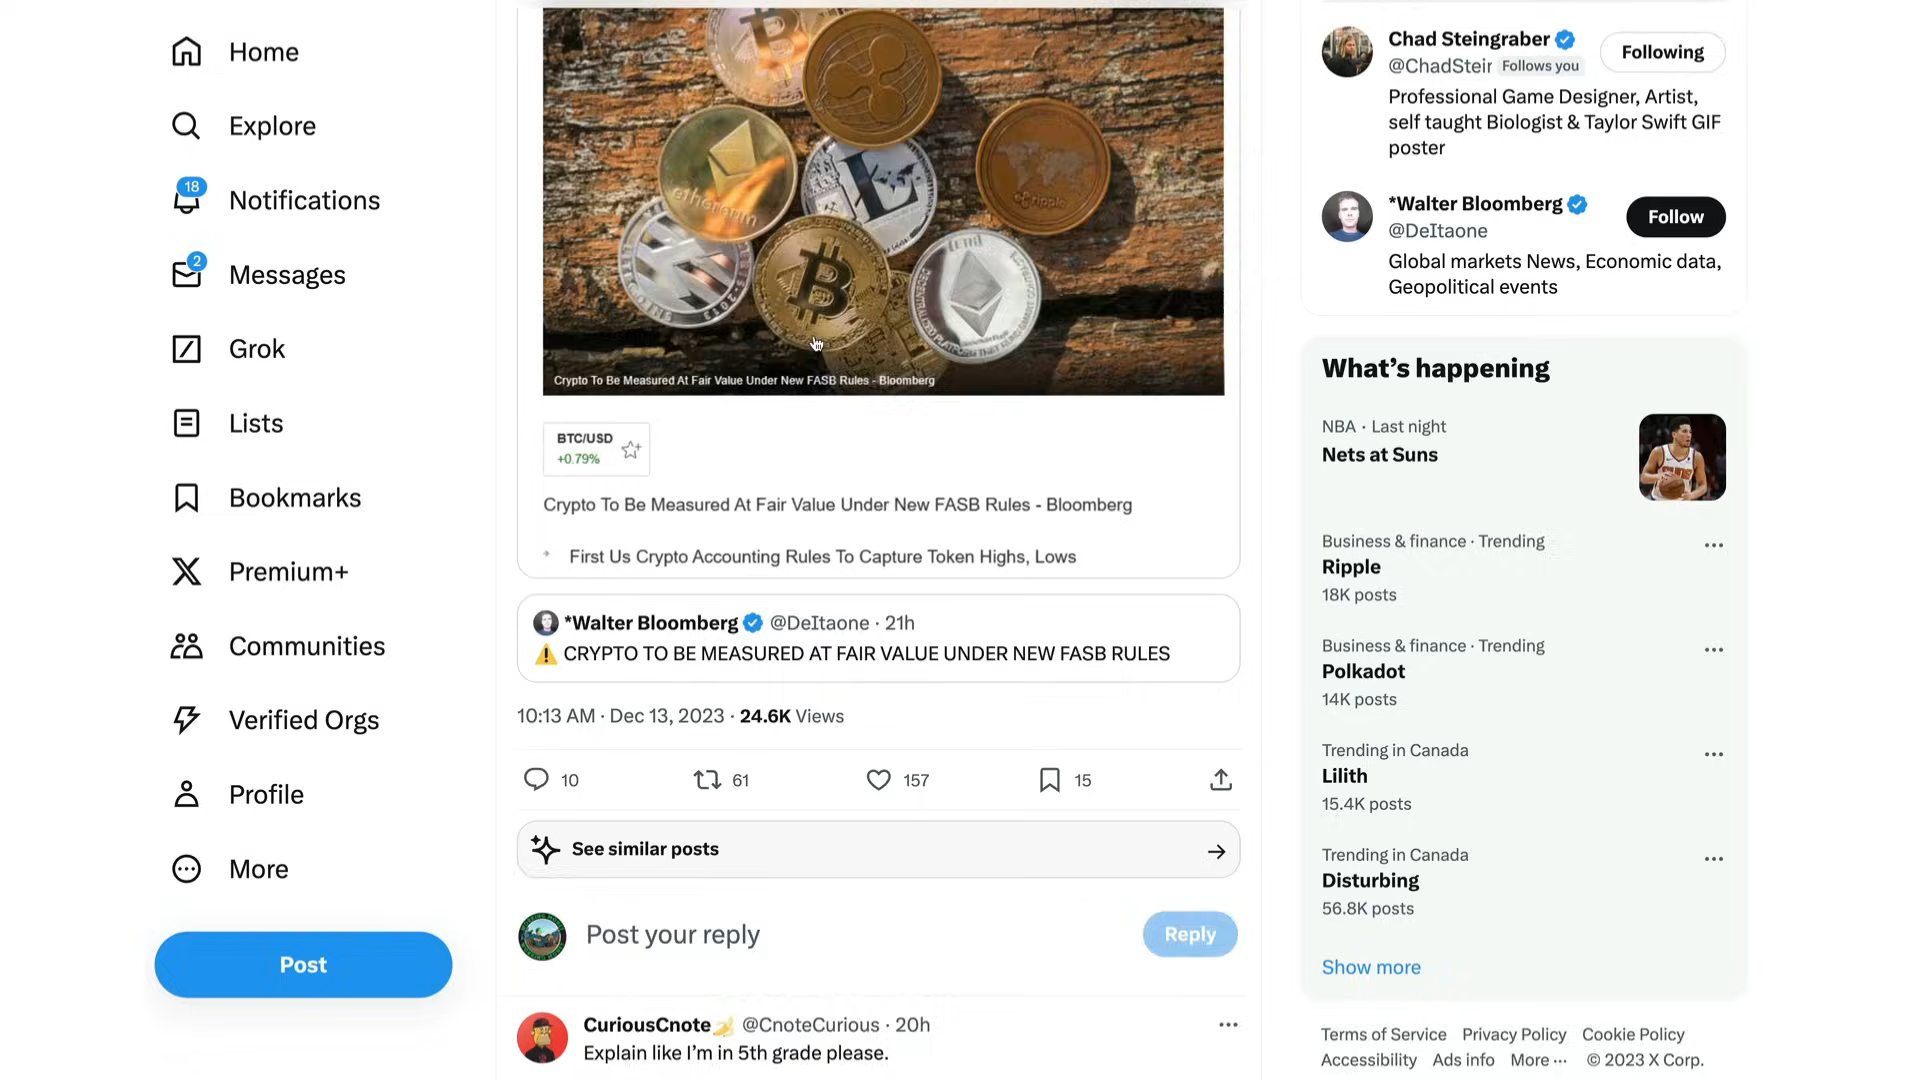 Home
Explore
18
Notifications
2
Messages
Grok
Lists
Bookmarks
Premium+
Communities
Verified Orgs
Profile
More
Post
ethereum
ripple
Crypto To Be Measured At Fair Value Under New FASB Rules - Bloomberg
BTC/USD
+0.79%
Crypto To Be Measured At Fair Value Under New FASB Rules - Bloomberg
First Us Crypto Accounting Rules To Capture Token Highs, Lows
*Walter Bloomberg @DeItaone · 21h
⚠️ CRYPTO TO BE MEASURED AT FAIR VALUE UNDER NEW FASB RULES
10:13 AM · Dec 13, 2023 · 24.6K Views
10 61 157 15
See similar posts
Post your reply
Reply
CuriousCnote🍌 @CnoteCurious · 20h
Explain like I’m in 5th grade please.
Chad Steingraber
@ChadSteir Follows you
Following
Professional Game Designer, Artist,
self taught Biologist & Taylor Swift GIF
poster
*Walter Bloomberg
@DeItaone
Follow
Global markets News, Economic data,
Geopolitical events
What’s happening
NBA · Last night
Nets at Suns
Business & finance · Trending
Ripple
18K posts
Business & finance · Trending
Polkadot
14K posts
Trending in Canada
Lilith
15.4K posts
Trending in Canada
Disturbing
56.8K posts
Show more
Terms of Service Privacy Policy Cookie Policy
Accessibility Ads info More ··· © 2023 X Corp.